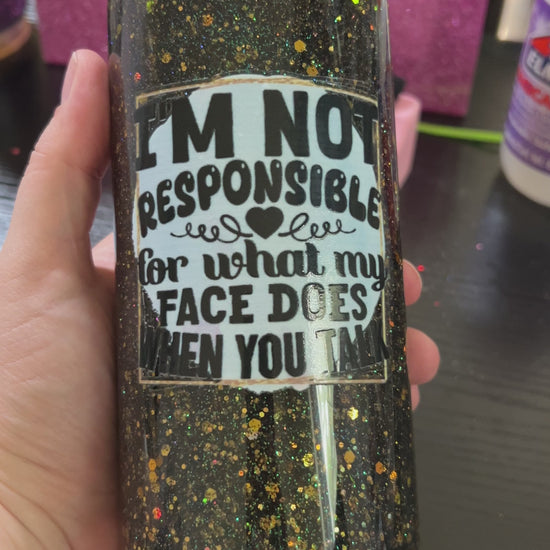 I'M NOT
RESPONSIBLE
for what my
FACE DOES
WHEN YOU TALK